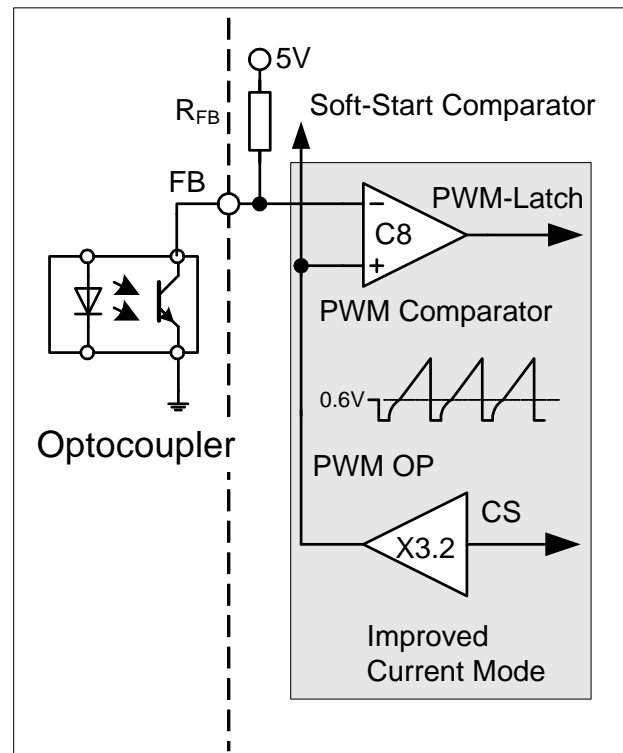 5V
R_FB
Soft-Start Comparator
FB
PWM-Latch
−
C8
+
PWM Comparator
0.6V
Optocoupler
PWM OP
CS
X3.2
Improved
Current Mode